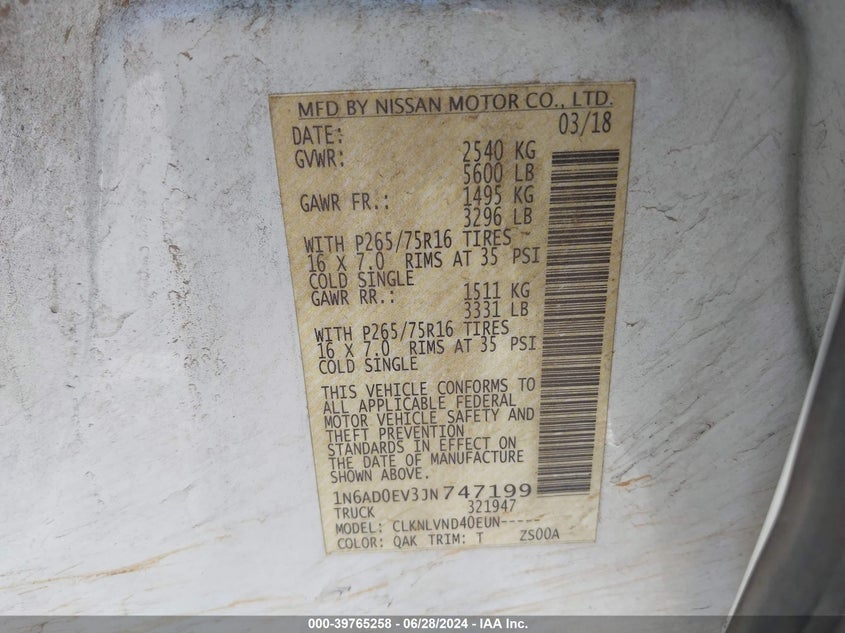 MFD BY NISSAN MOTOR CO., LTD.
DATE: 03/18
GVWR: 2540 KG
5600 LB
GAWR FR.: 1495 KG
3296 LB
WITH P265/75R16 TIRES
16 X 7.0 RIMS AT 35 PSI
COLD SINGLE
GAWR RR.: 1511 KG
3331 LB
WITH P265/75R16 TIRES
16 X 7.0 RIMS AT 35 PSI
COLD SINGLE
THIS VEHICLE CONFORMS TO
ALL APPLICABLE FEDERAL
MOTOR VEHICLE SAFETY AND
THEFT PREVENTION
STANDARDS IN EFFECT ON
THE DATE OF MANUFACTURE
SHOWN ABOVE.
1N6AD0EV3JN747199
TRUCK 321947
MODEL: CLKNLVND40EUN-----
COLOR: QAK TRIM: T ZS00A
000-39765258 - 06/28/2024 - IAA Inc.